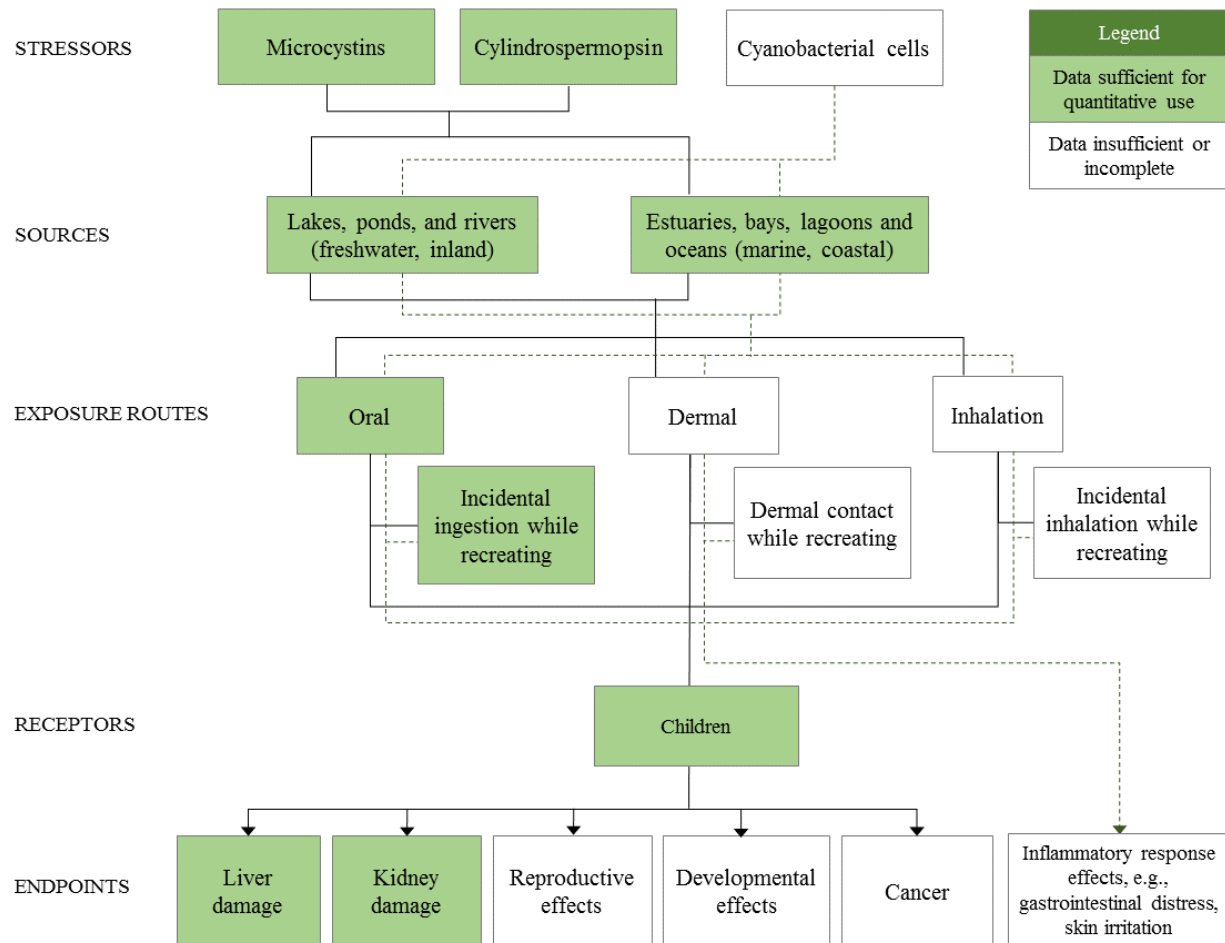 STRESSORS
Microcystins
Cylindrospermopsin
Cyanobacterial cells
Legend
Data sufficient for
quantitative use
Data insufficient or
incomplete
SOURCES
Lakes, ponds, and rivers
(freshwater, inland)
Estuaries, bays, lagoons and
oceans (marine, coastal)
EXPOSURE ROUTES
Oral
Dermal
Inhalation
Incidental
ingestion while
recreating
Dermal contact
while recreating
Incidental
inhalation while
recreating
RECEPTORS
Children
ENDPOINTS
Liver
damage
Kidney
damage
Reproductive
effects
Developmental
effects
Cancer
Inflammatory response
effects, e.g.,
gastrointestinal distress,
skin irritation